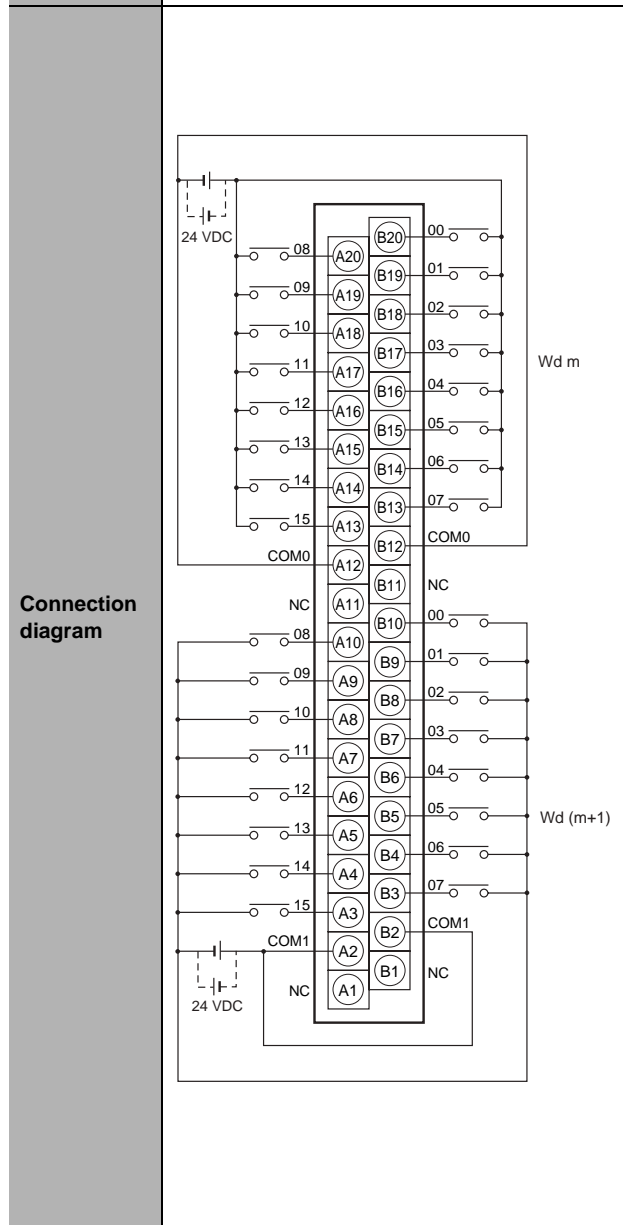 Connection
diagram
24 VDC
08 A20
09 A19
10 A18
11 A17
12 A16
13 A15
14 A14
15 A13
COM0 A12
NC A11
08 A10
09 A9
10 A8
11 A7
12 A6
13 A5
14 A4
15 A3
COM1 A2
NC A1
24 VDC
B20 00
B19 01
B18 02
B17 03
B16 04
B15 05
B14 06
B13 07
B12 COM0
B11 NC
B10 00
B9 01
B8 02
B7 03
B6 04
B5 05
B4 06
B3 07
B2 COM1
B1 NC
Wd m
Wd (m+1)